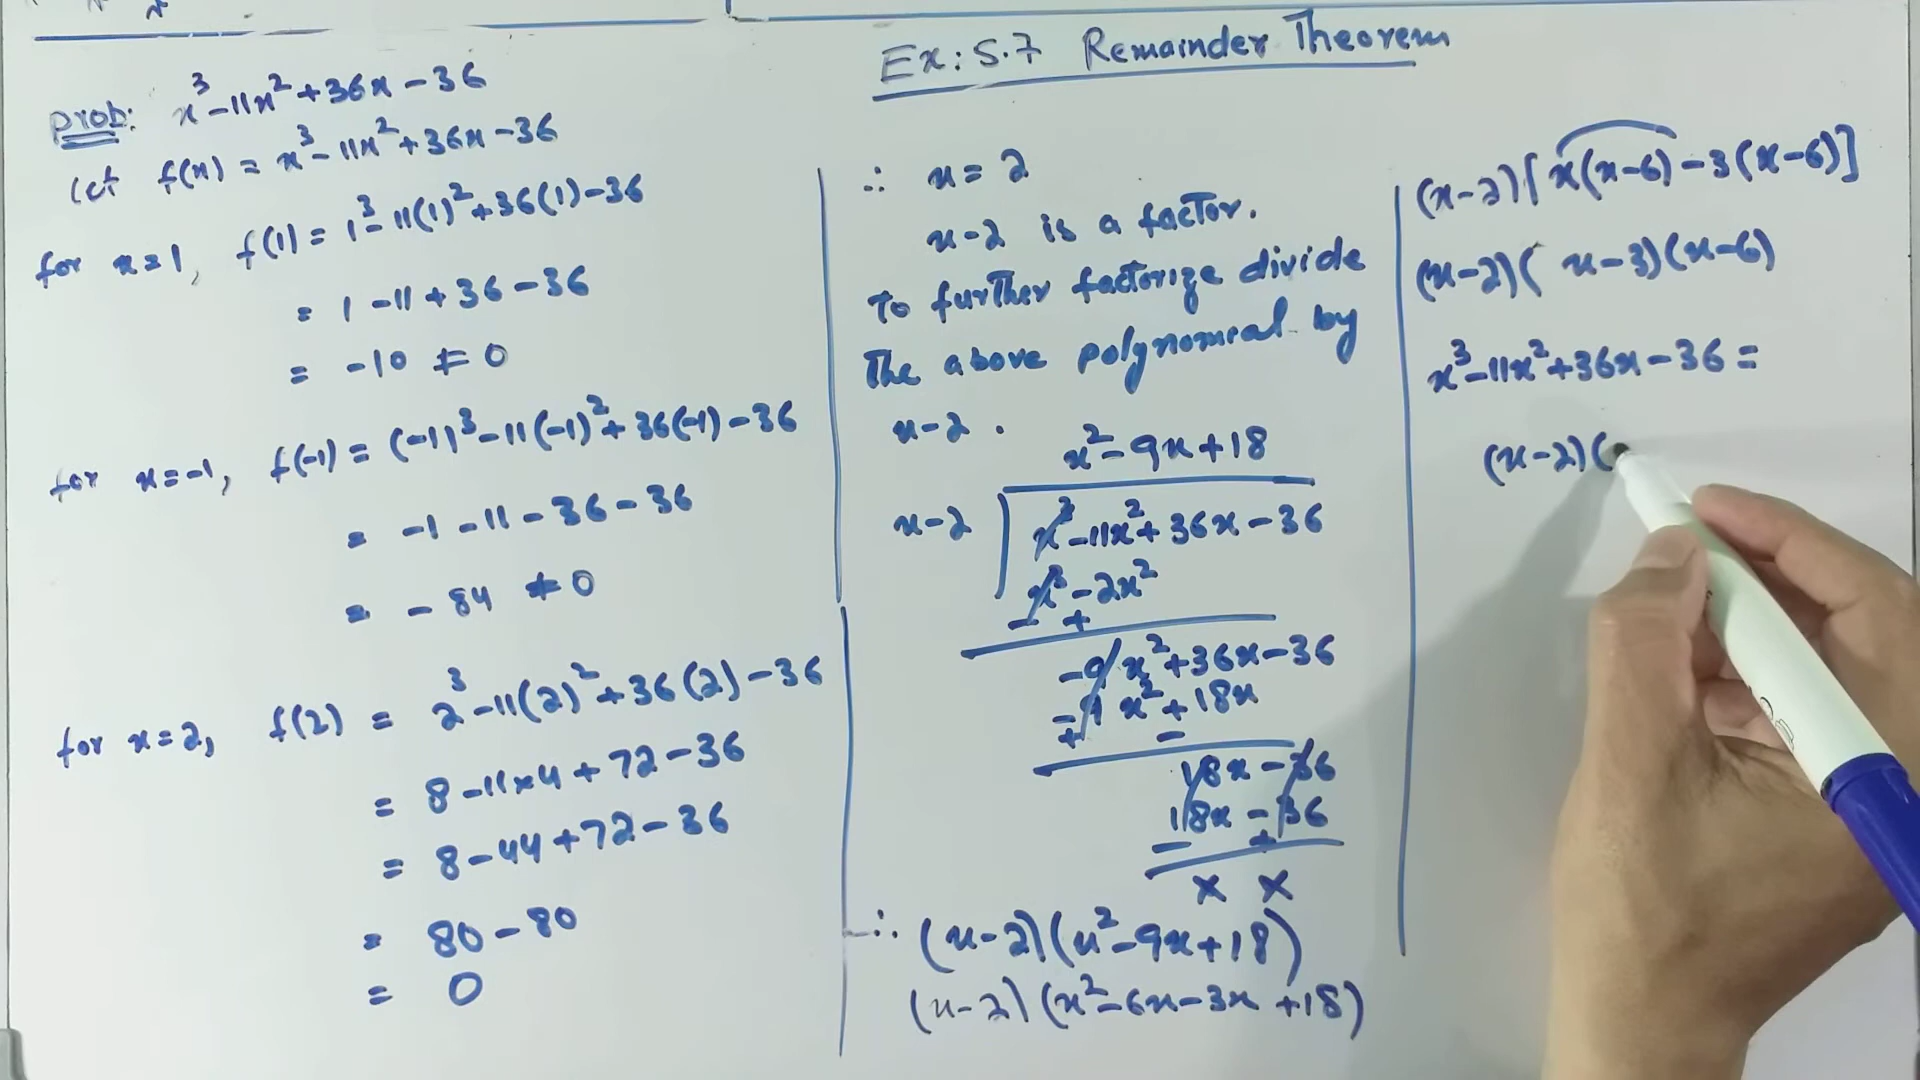 Ex: 5.7 Remainder Theorem
prob: x³-11x²+36x-36
let f(x) = x³-11x²+36x-36
for x=1, f(1) = 1³-11(1)²+36(1)-36
= 1-11+36-36
= -10 ≠ 0
for x=-1, f(-1) = (-1)³-11(-1)²+36(-1)-36
= -1-11-36-36
= -84 ≠ 0
for x=2, f(2) = 2³-11(2)²+36(2)-36
= 8-11×4+72-36
= 8-44+72-36
= 80-80
= 0
∴ x=2
x-2 is a factor.
To further factorize divide
The above polynomial by
x-2.
x²-9x+18
x-2 x³-11x²+36x-36
x³-2x²
- +
-9x²+36x-36
-9x²+18x
+ -
18x-36
18x-36
- +
x x
∴ (x-2)(x²-9x+18)
(x-2)(x²-6x-3x+18)
(x-2)[x(x-6)-3(x-6)]
(x-2)(x-3)(x-6)
x³-11x²+36x-36=
(x-2)(